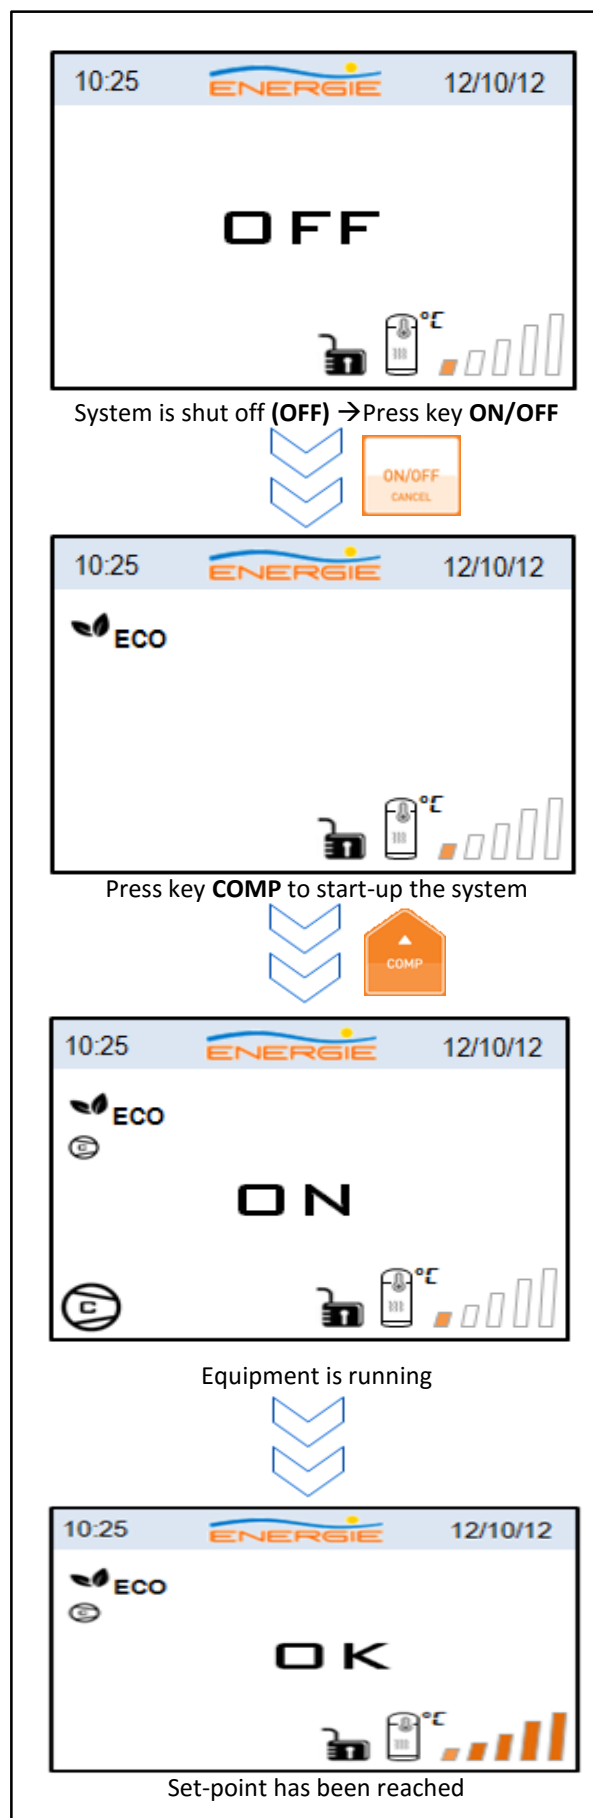 10:25 ENERGIE 12/10/12
OFF
°C
System is shut off (OFF) →Press key ON/OFF
ON/OFF
CANCEL
10:25 ENERGIE 12/10/12
ECO
°C
Press key COMP to start-up the system
COMP
10:25 ENERGIE 12/10/12
ECO
C
ON
C
°C
Equipment is running
10:25 ENERGIE 12/10/12
ECO
C
OK
°C
Set-point has been reached